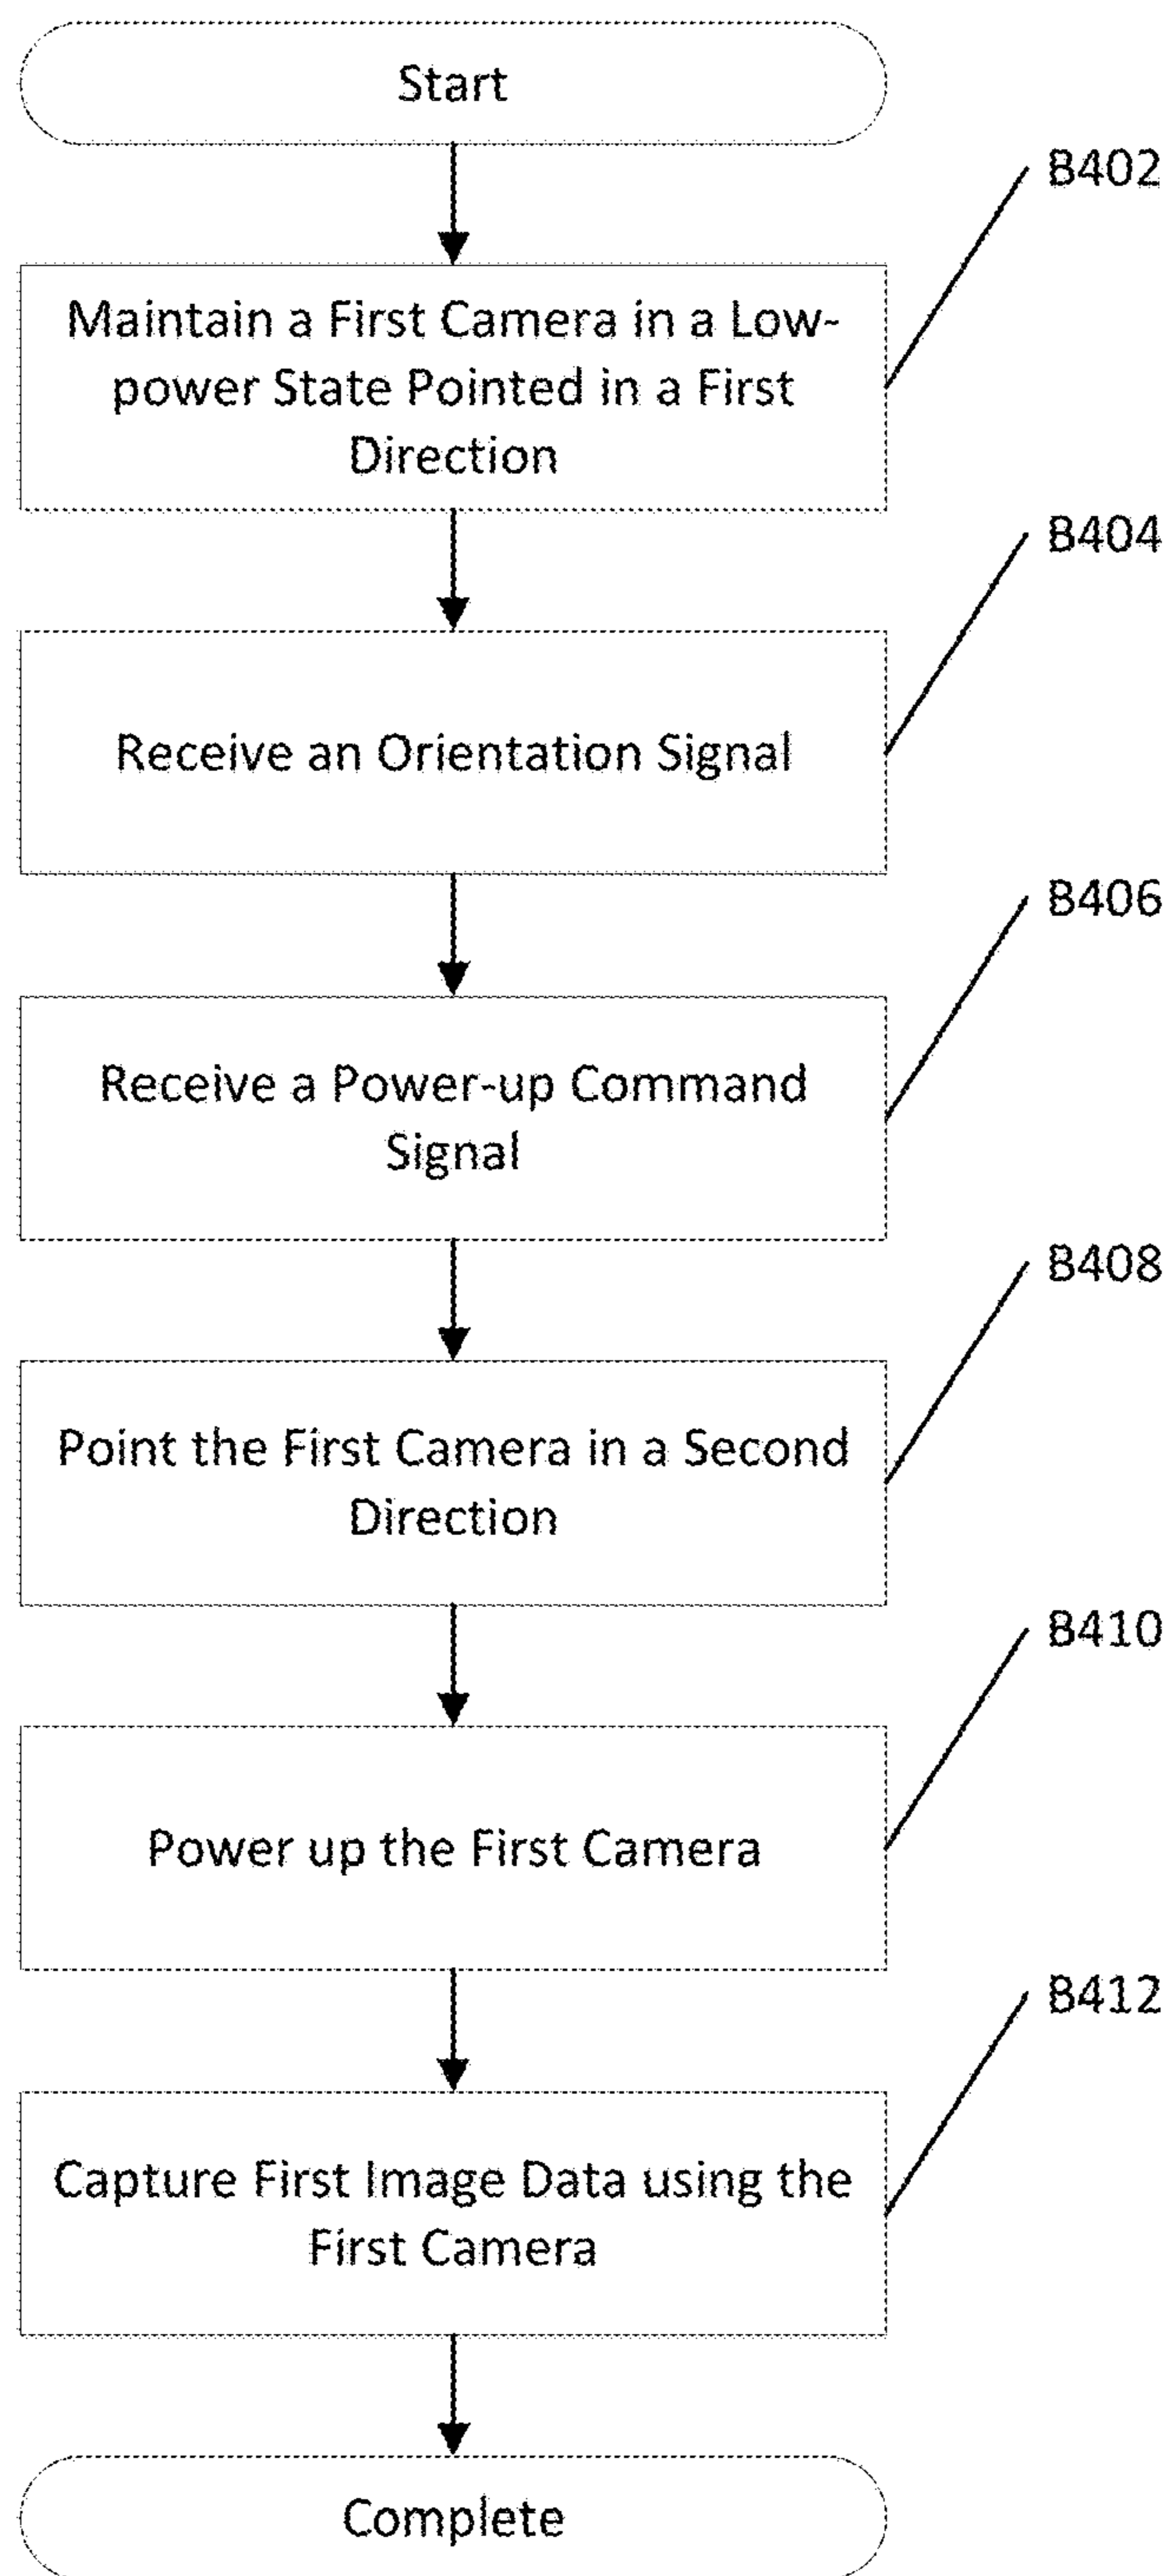 Start
B402
Maintain a First Camera in a Low-
power State Pointed in a First
Direction
B404
Receive an Orientation Signal
B406
Receive a Power-up Command
Signal
B408
Point the First Camera in a Second
Direction
B410
Power up the First Camera
B412
Capture First Image Data using the
First Camera
Complete